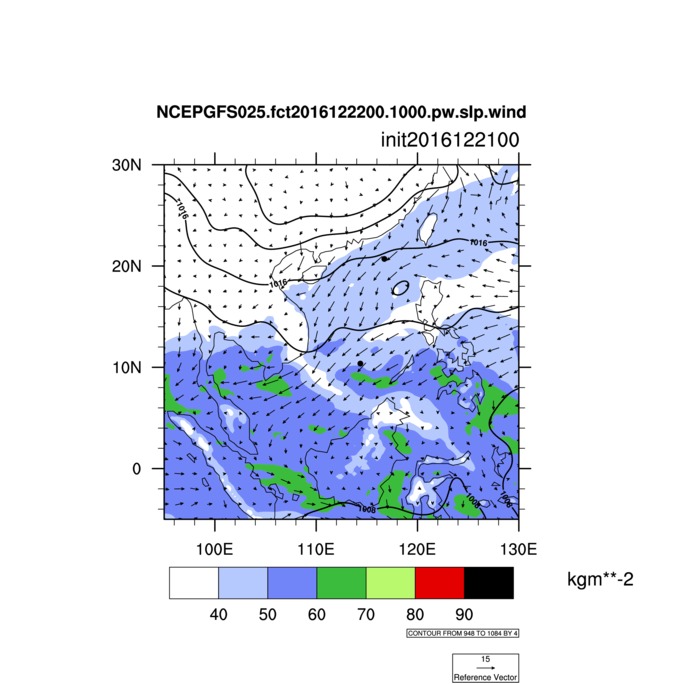 NCEPGFS025.fct2016122200.1000.pw.slp.wind
init2016122100
30N
1016
1016
20N
1016
10N
0
1008
1008
1008
100E 110E 120E 130E
kgm**-2
40 50 60 70 80 90
CONTOUR FROM 948 TO 1084 BY 4
15
Reference Vector